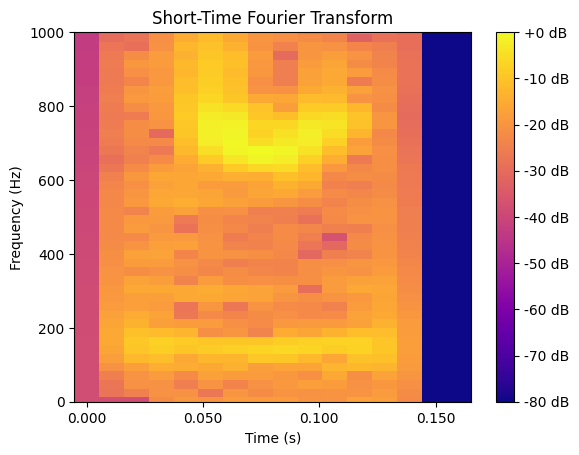 Short-Time Fourier Transform
1000
800
600
400
200
0
Frequency (Hz)
0.000
0.050
0.100
0.150
Time (s)
+0 dB
-10 dB
-20 dB
-30 dB
-40 dB
-50 dB
-60 dB
-70 dB
-80 dB